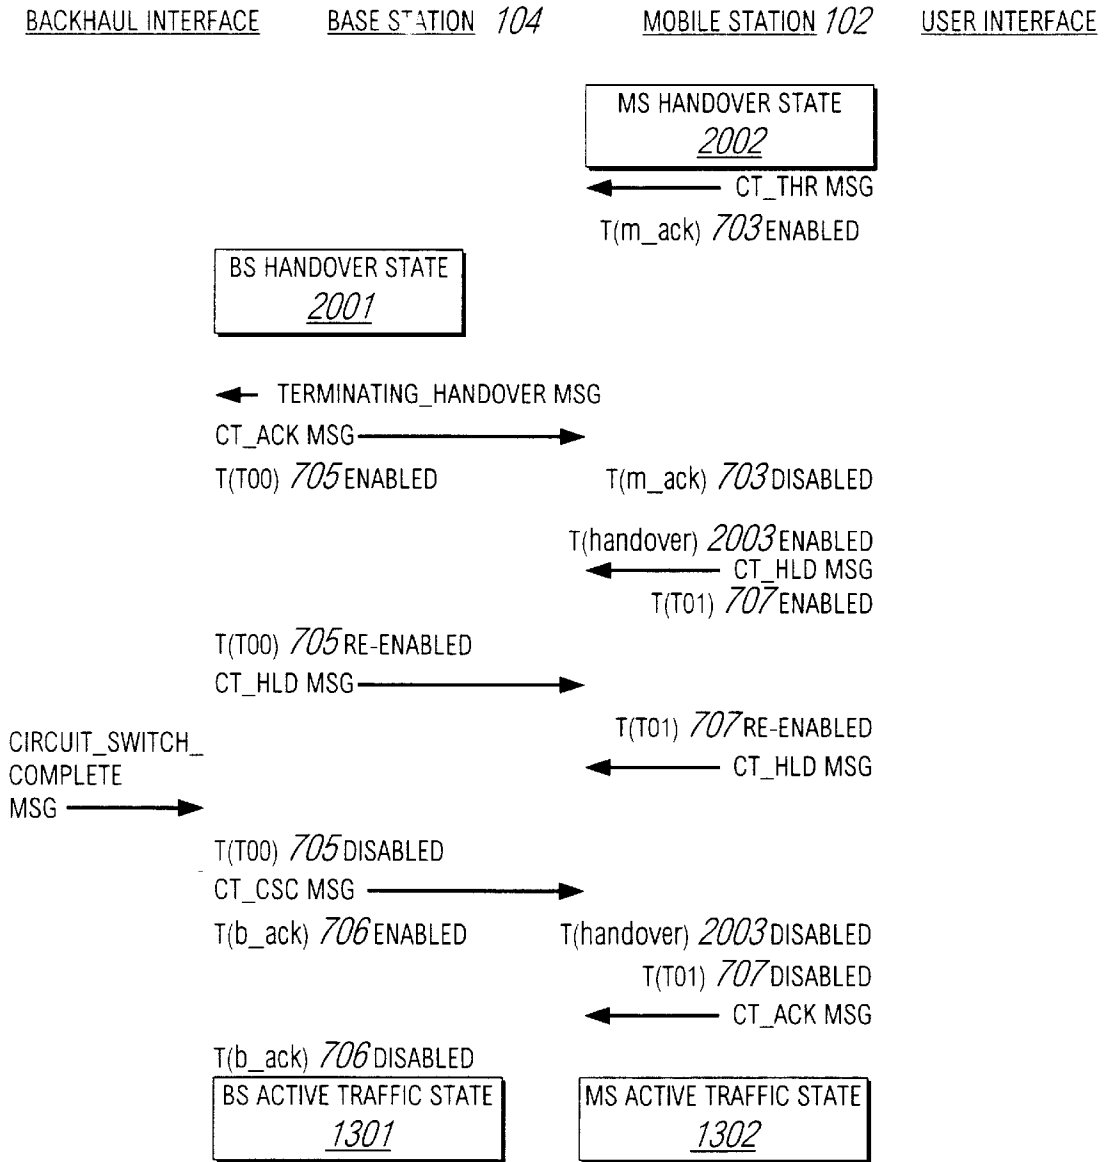 BACKHAUL INTERFACE BASE STATION 104 MOBILE STATION 102 USER INTERFACE
MS HANDOVER STATE
2002
CT_THR MSG
T(m_ack) 703 ENABLED
BS HANDOVER STATE
2001
TERMINATING_HANDOVER MSG
CT_ACK MSG
T(T00) 705 ENABLED T(m_ack) 703 DISABLED
T(handover) 2003 ENABLED
CT_HLD MSG
T(T01) 707 ENABLED
T(T00) 705 RE-ENABLED
CT_HLD MSG
T(T01) 707 RE-ENABLED
CIRCUIT_SWITCH_
COMPLETE CT_HLD MSG
MSG
T(T00) 705 DISABLED
CT_CSC MSG
T(b_ack) 706 ENABLED T(handover) 2003 DISABLED
T(T01) 707 DISABLED
CT_ACK MSG
T(b_ack) 706 DISABLED
BS ACTIVE TRAFFIC STATE MS ACTIVE TRAFFIC STATE
1301 1302